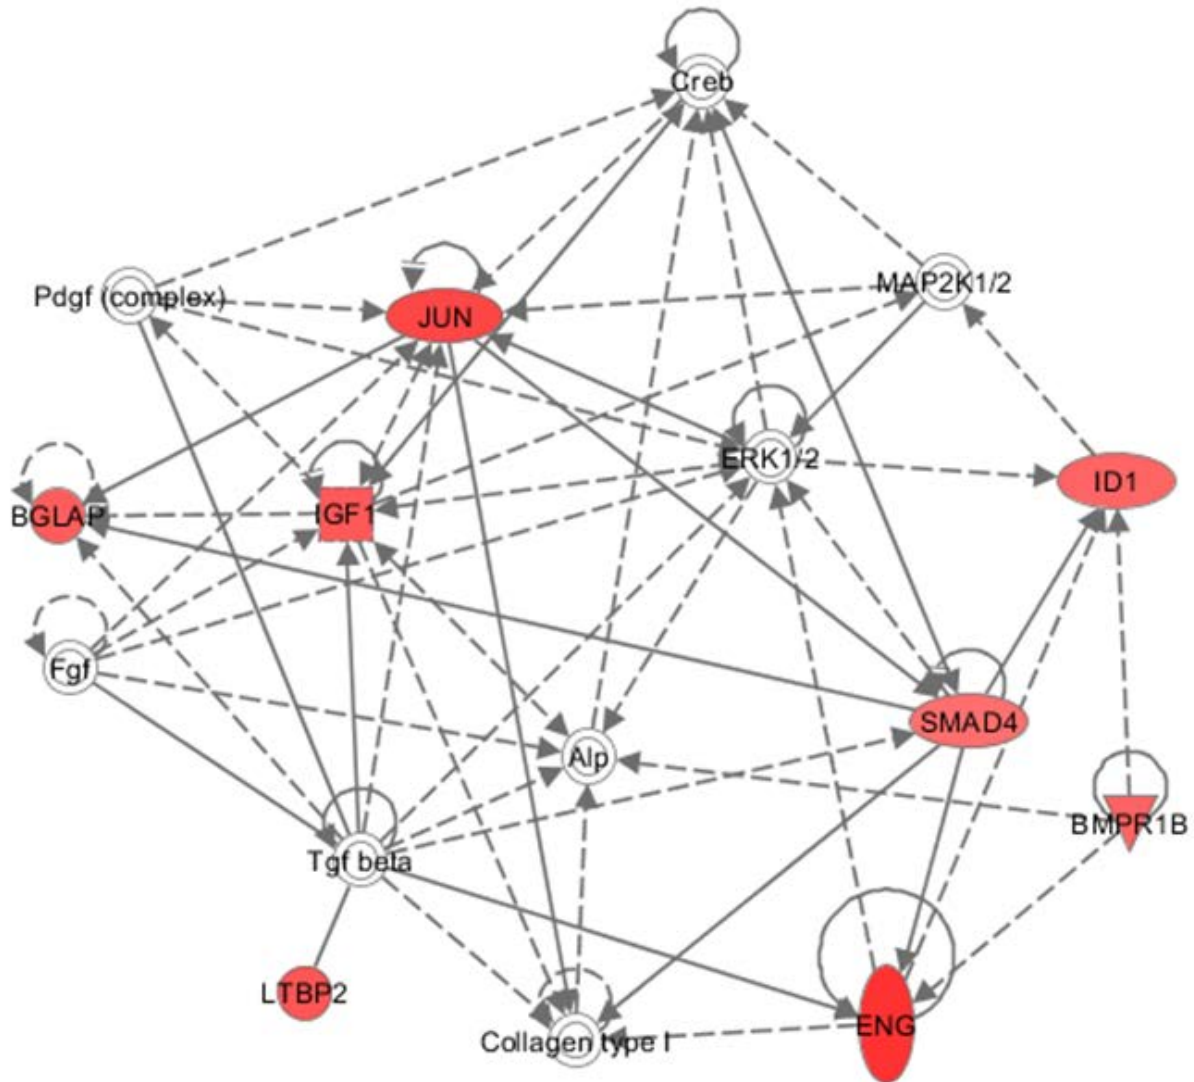 Creb
Pdgf (complex)
MAP2K1/2
JUN
ERK1/2
ID1
BGLAP
IGF1
Fgf
SMAD4
Alp
BMPR1B
Tgf beta
LTBP2
ENG
Collagen type I